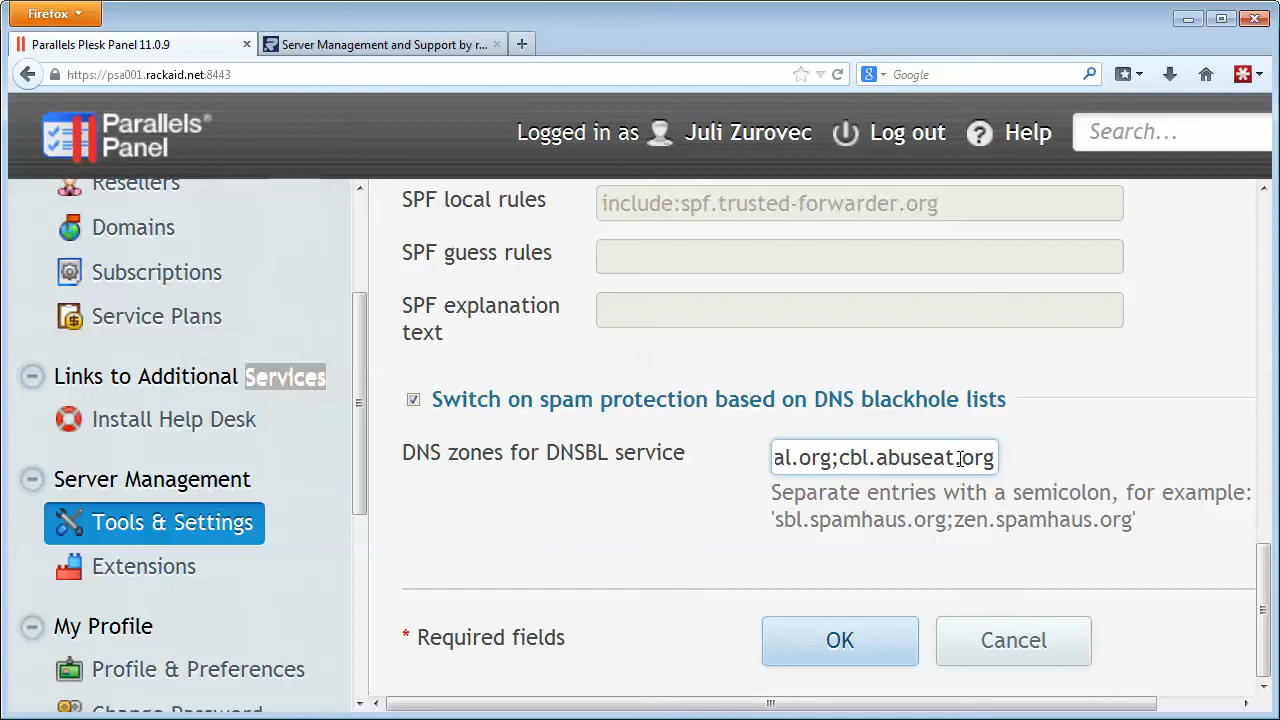 Firefox
Parallels Plesk Panel 11.0.9
Server Management and Support by r...
https://psa001.rackaid.net:8443
Google
Parallels®
Panel
Logged in as Juli Zurovec Log out Help Search...
Resellers
Domains
Subscriptions
Service Plans
Links to Additional Services
Install Help Desk
Server Management
Tools & Settings
Extensions
My Profile
Profile & Preferences
Change Password
SPF local rules include:spf.trusted-forwarder.org
SPF guess rules
SPF explanation
text
Switch on spam protection based on DNS blackhole lists
DNS zones for DNSBL service al.org;cbl.abuseat.org
Separate entries with a semicolon, for example:
'sbl.spamhaus.org;zen.spamhaus.org'
* Required fields
OK
Cancel